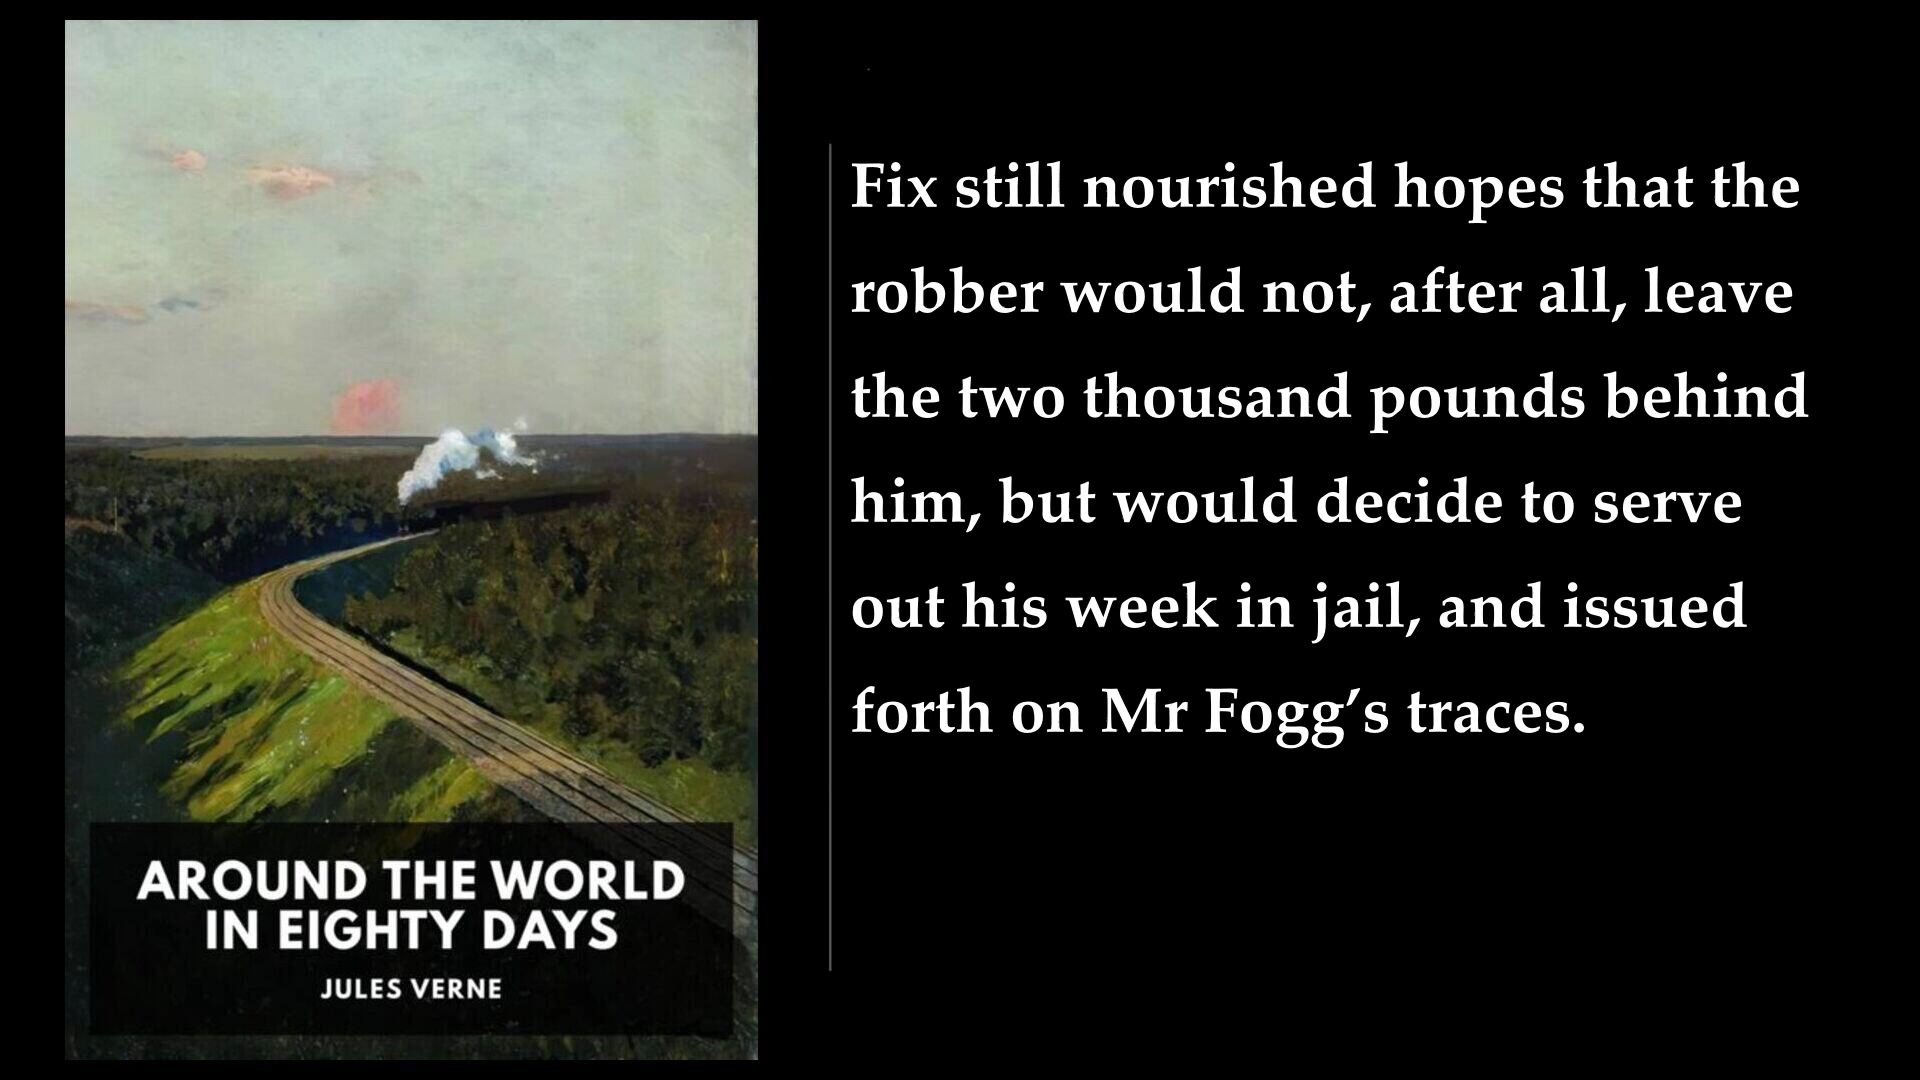 Fix still nourished hopes that the
robber would not, after all, leave
the two thousand pounds behind
him, but would decide to serve
out his week in jail, and issued
forth on Mr Fogg’s traces.
AROUND THE WORLD
IN EIGHTY DAYS
JULES VERNE